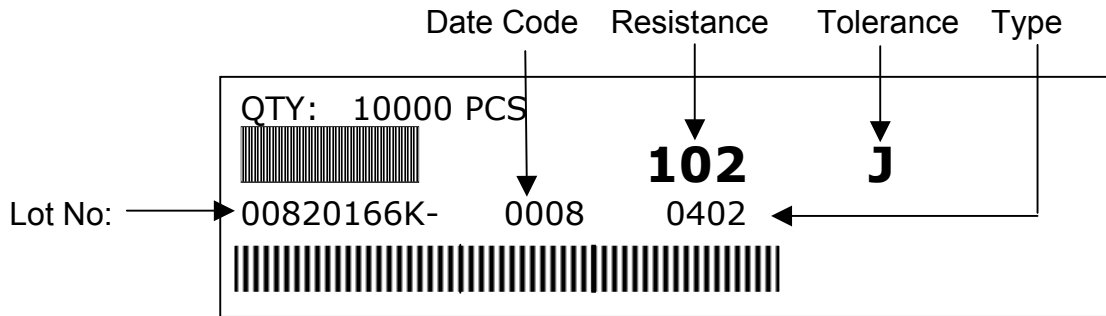 Date Code Resistance Tolerance Type
QTY: 10000 PCS
102 J
Lot No: 00820166K- 0008 0402